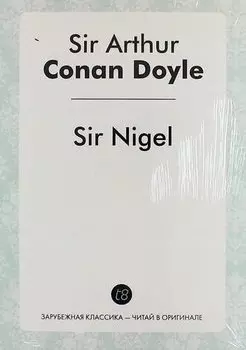 Sir Arthur
Conan Doyle
Sir Nigel
t8
ЗАРУБЕЖНАЯ КЛАССИКА — ЧИТАЙ В ОРИГИНАЛЕ